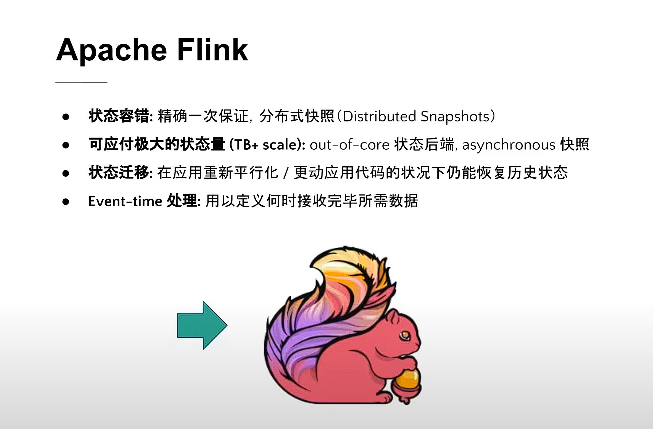 Apache Flink
● 状态容错: 精确一次保证, 分布式快照(Distributed Snapshots)
● 可应付极大的状态量 (TB+ scale): out-of-core 状态后端, asynchronous 快照
● 状态迁移: 在应用重新平行化 / 更动应用代码的状况下仍能恢复历史状态
● Event-time 处理: 用以定义何时接收完毕所需数据